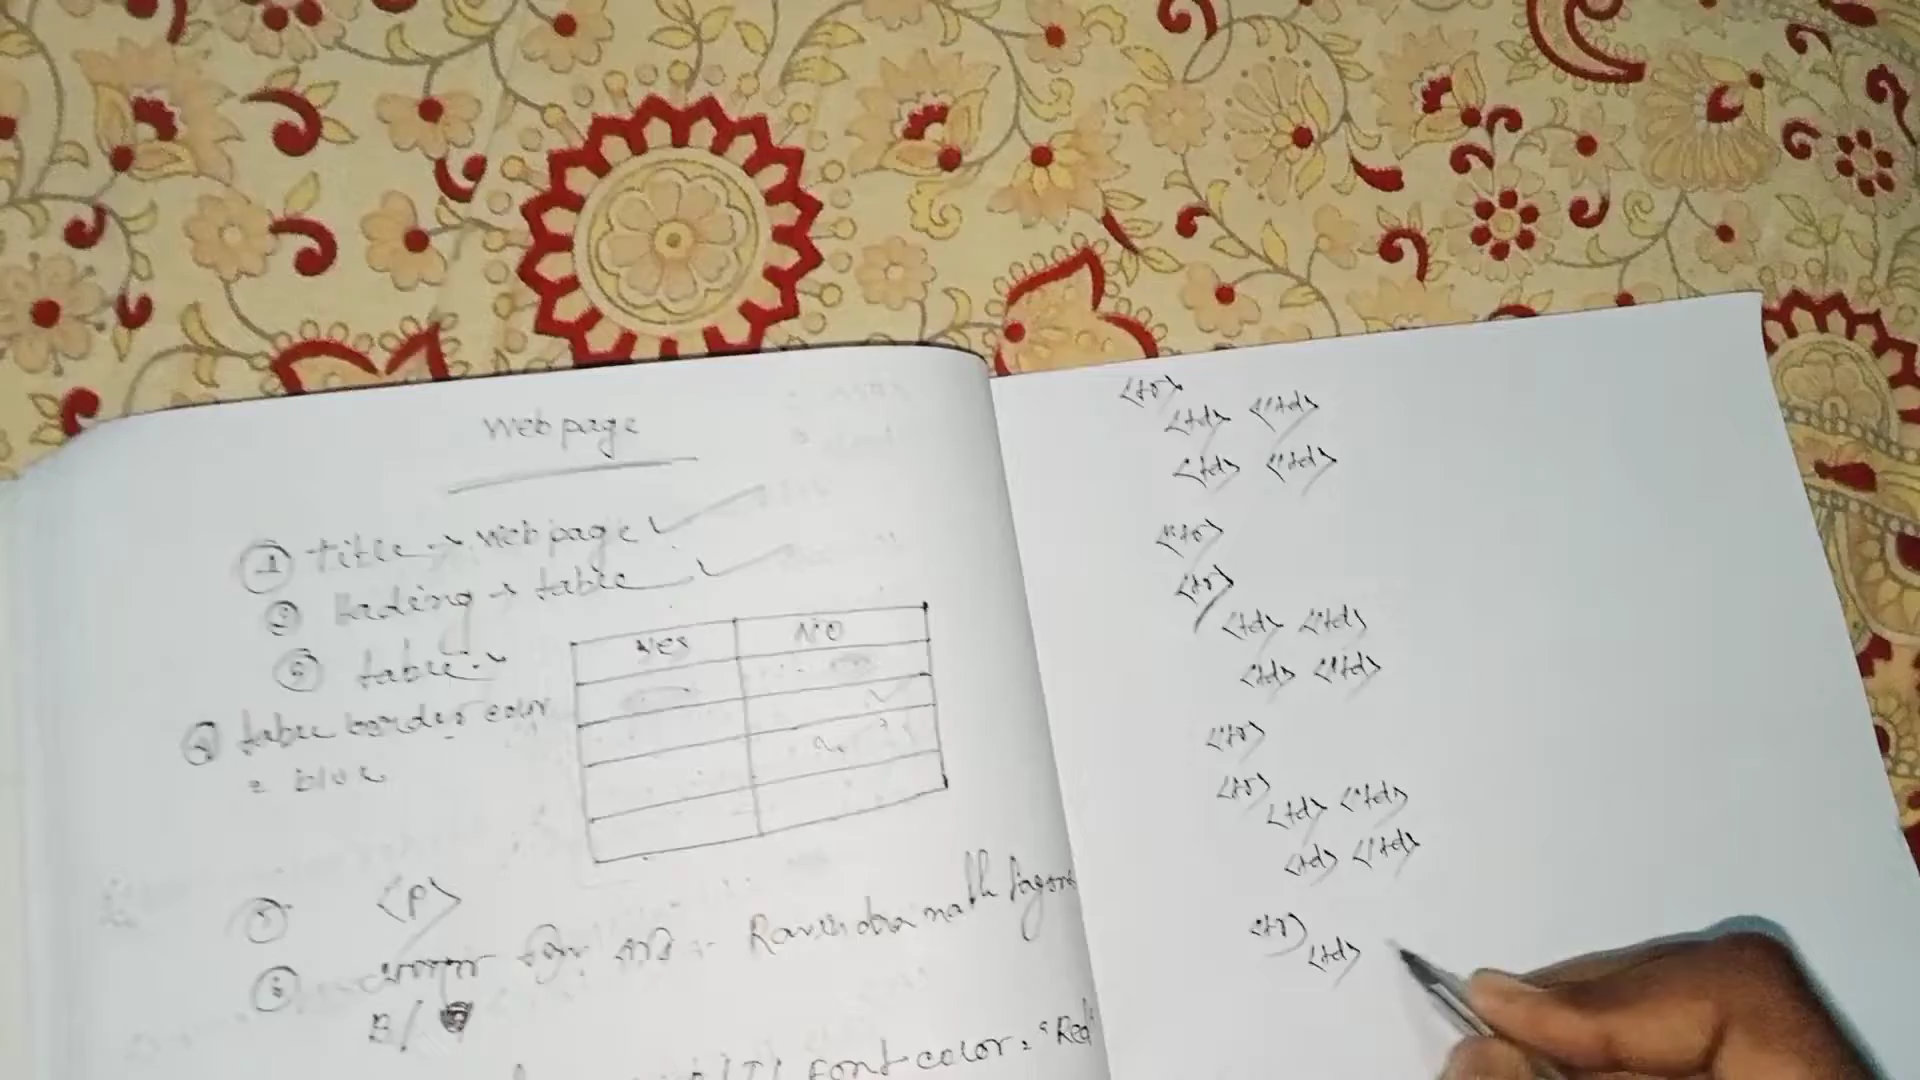 Web page
① title → Web page ✓
② Hading → table ✓
③ table →
Yes NO
④ table border color
= blue
<P>
Ravindranath Tagore
B/
Font color = "Red"
<tr>
<td> </td>
<td> </td>
</tr>
<tr>
<td> </td>
<td> </td>
</tr>
<tr>
<td> </td>
<td> </td>
<tr>
<td>